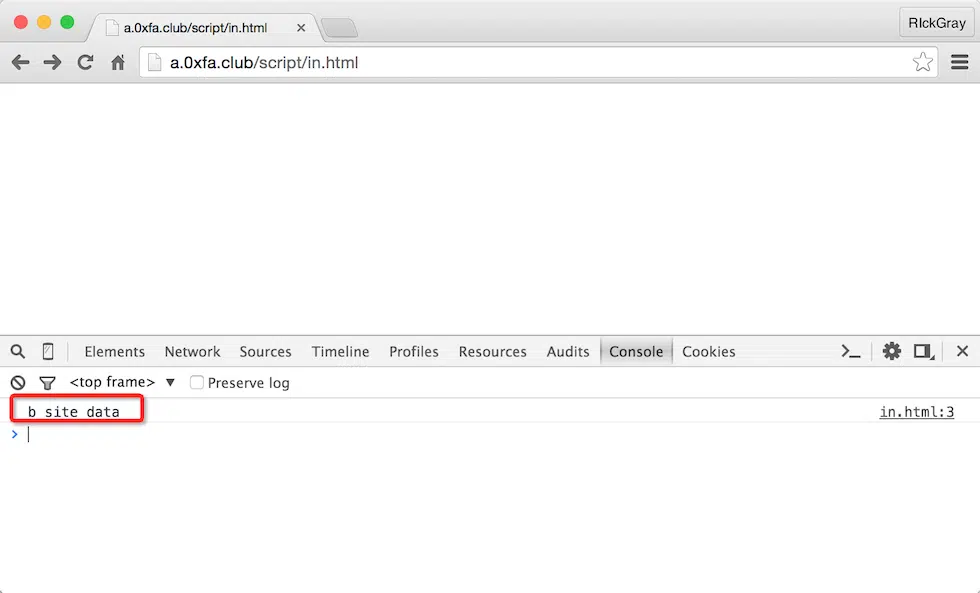 a.0xfa.club/script/in.html
RIckGray
a.0xfa.club/script/in.html
Elements Network Sources Timeline Profiles Resources Audits Console Cookies
<top frame> Preserve log
b site data in.html:3